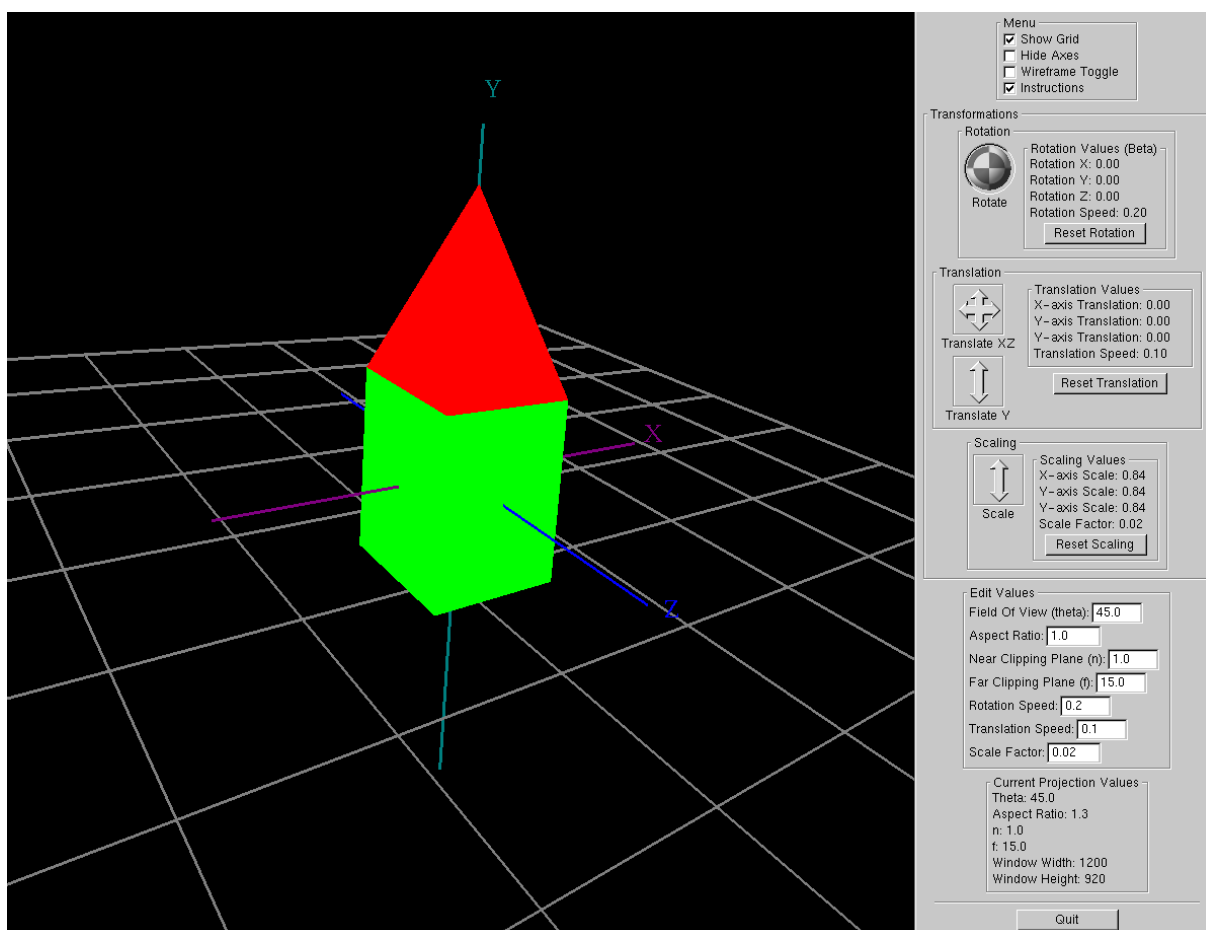 Y
X
Z
Menu
Show Grid
Hide Axes
Wireframe Toggle
Instructions
Transformations
Rotation
Rotate
Rotation Values (Beta)
Rotation X: 0.00
Rotation Y: 0.00
Rotation Z: 0.00
Rotation Speed: 0.20
Reset Rotation
Translation
Translate XZ
Translate Y
Translation Values
X-axis Translation: 0.00
Y-axis Translation: 0.00
Y-axis Translation: 0.00
Translation Speed: 0.10
Reset Translation
Scaling
Scale
Scaling Values
X-axis Scale: 0.84
Y-axis Scale: 0.84
Y-axis Scale: 0.84
Scale Factor: 0.02
Reset Scaling
Edit Values
Field Of View (theta): 45.0
Aspect Ratio: 1.0
Near Clipping Plane (n): 1.0
Far Clipping Plane (f): 15.0
Rotation Speed: 0.2
Translation Speed: 0.1
Scale Factor: 0.02
Current Projection Values
Theta: 45.0
Aspect Ratio: 1.3
n: 1.0
f: 15.0
Window Width: 1200
Window Height: 920
Quit